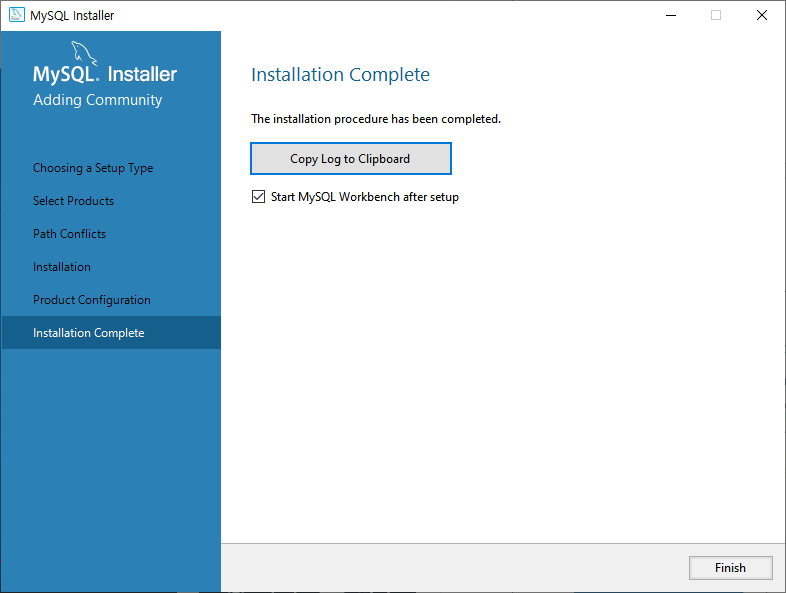 MySQL Installer
MySQL. Installer
Adding Community
Choosing a Setup Type
Select Products
Path Conflicts
Installation
Product Configuration
Installation Complete
Installation Complete
The installation procedure has been completed.
Copy Log to Clipboard
Start MySQL Workbench after setup
Finish